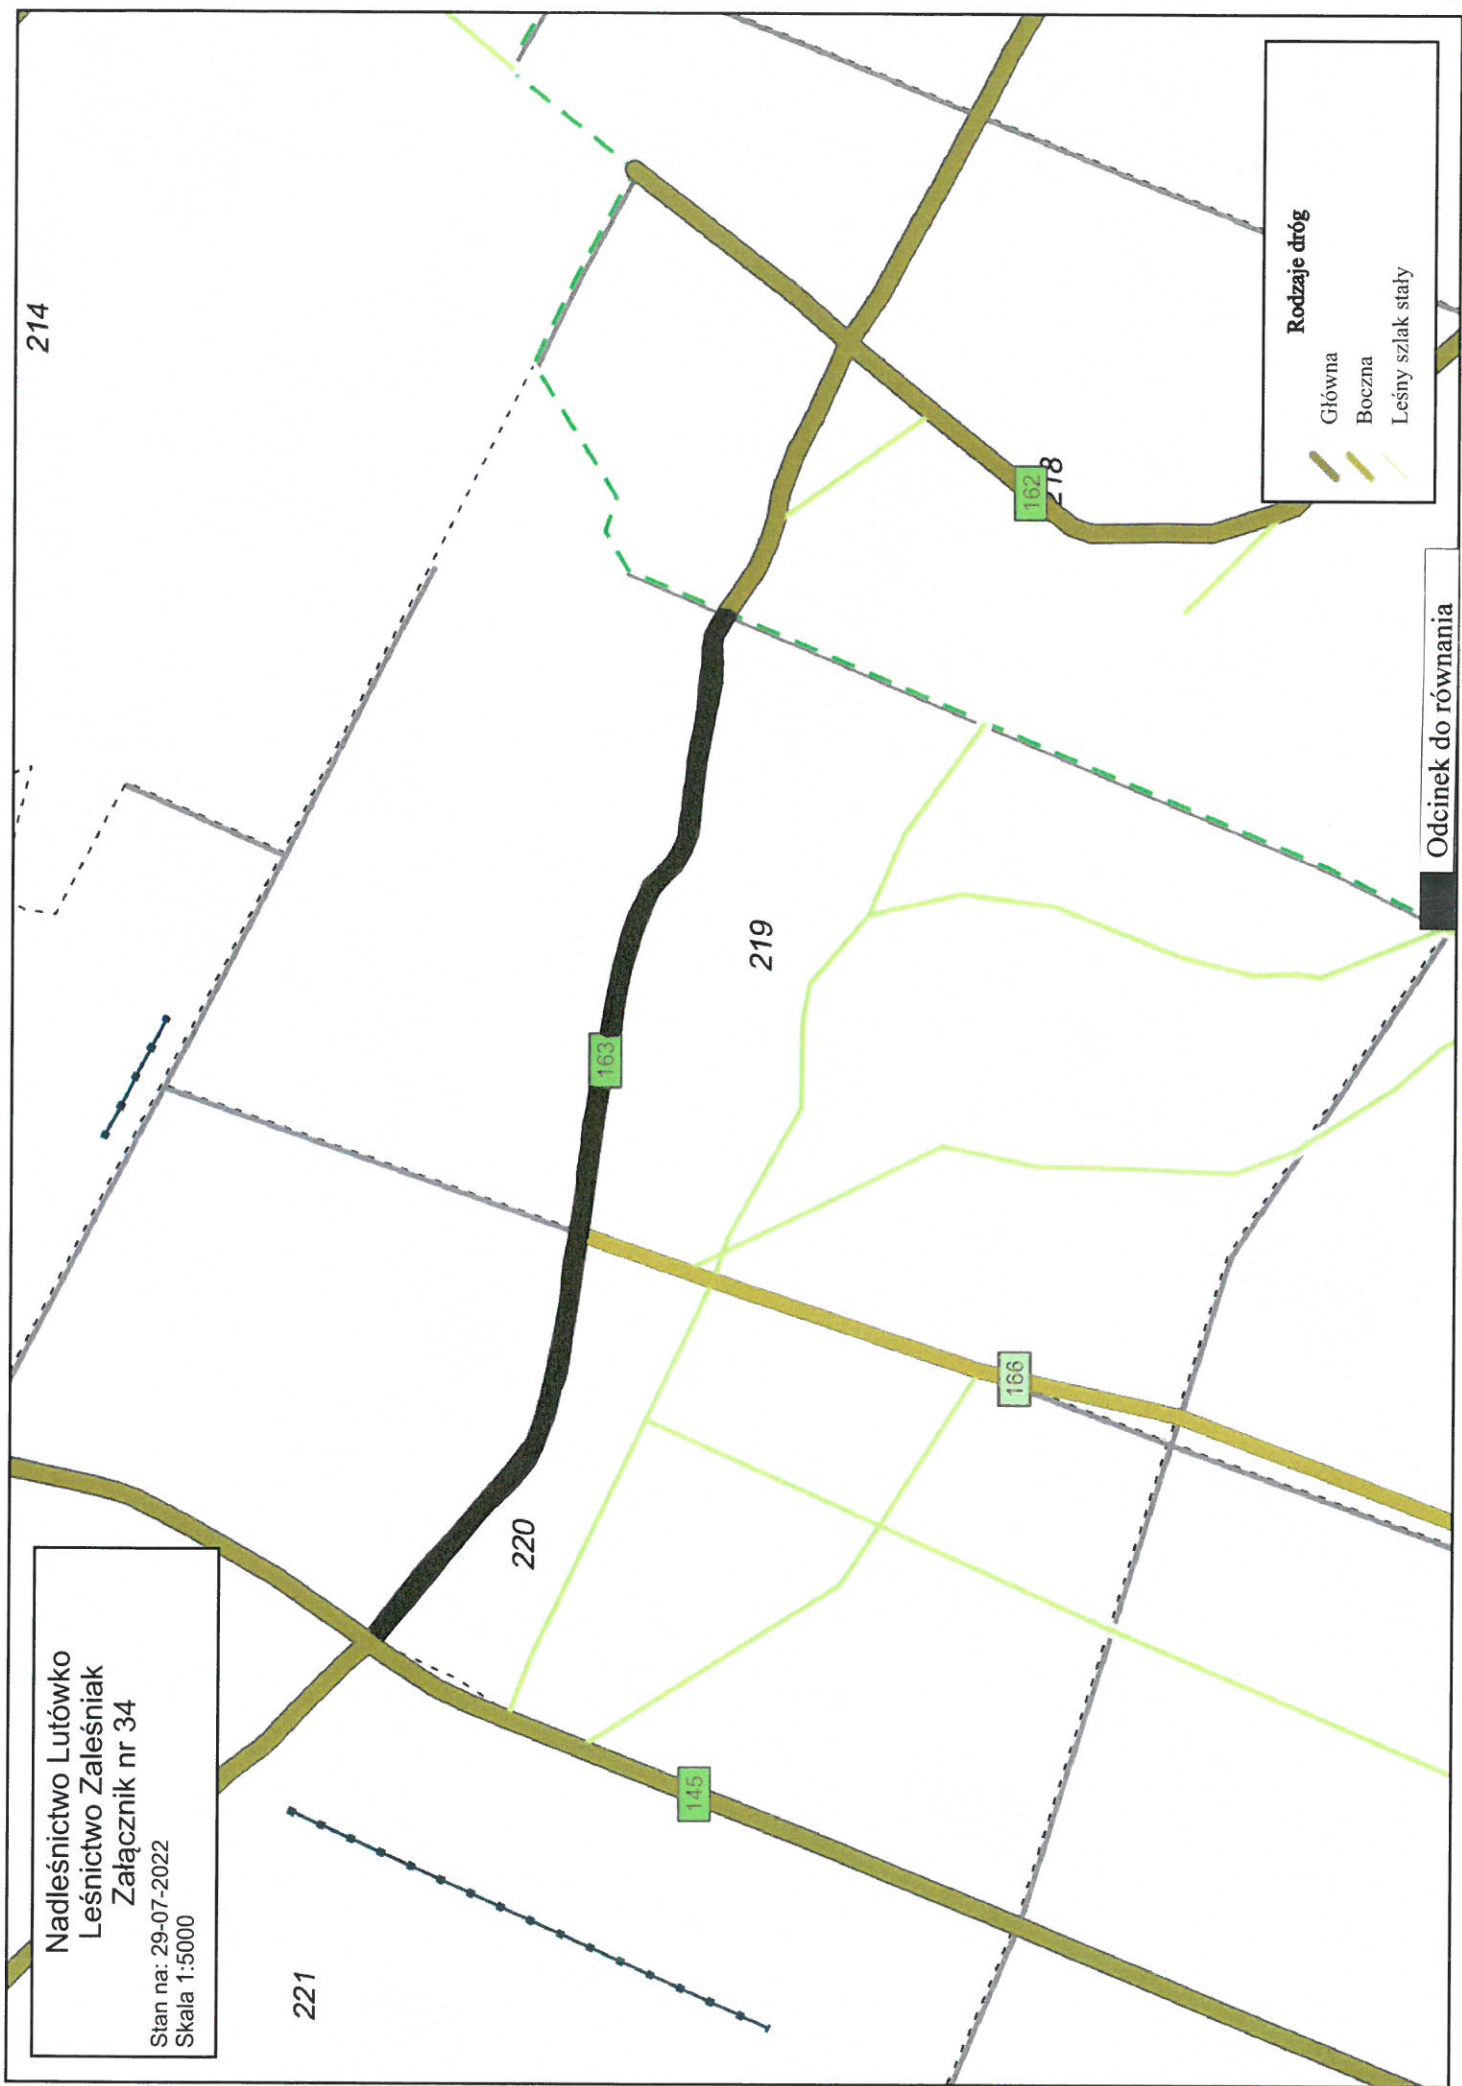 Nadleśnictwo Lutówko
Leśnictwo Zaleśniak
Załącznik nr 34
Stan na: 29-07-2022
Skala 1:5000
214
221
220
163
219
145
166
162
218
Rodzaje dróg
Główna
Boczna
Leśny szlak stały
Odcinek do równania